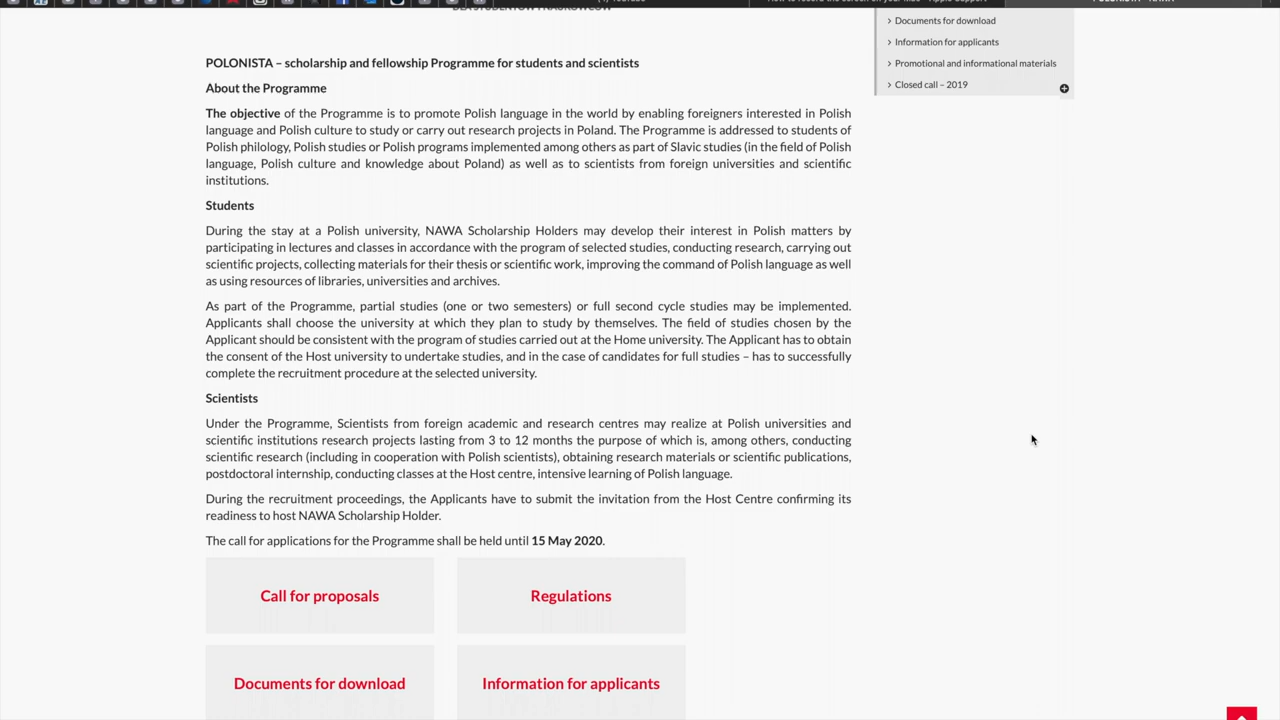 DLA STUDENTÓW I NAUKOWCÓW
POLONISTA – scholarship and fellowship Programme for students and scientists
About the Programme
The objective of the Programme is to promote Polish language in the world by enabling foreigners interested in Polish
language and Polish culture to study or carry out research projects in Poland. The Programme is addressed to students of
Polish philology, Polish studies or Polish programs implemented among others as part of Slavic studies (in the field of Polish
language, Polish culture and knowledge about Poland) as well as to scientists from foreign universities and scientific
institutions.
Students
During the stay at a Polish university, NAWA Scholarship Holders may develop their interest in Polish matters by
participating in lectures and classes in accordance with the program of selected studies, conducting research, carrying out
scientific projects, collecting materials for their thesis or scientific work, improving the command of Polish language as well
as using resources of libraries, universities and archives.
As part of the Programme, partial studies (one or two semesters) or full second cycle studies may be implemented.
Applicants shall choose the university at which they plan to study by themselves. The field of studies chosen by the
Applicant should be consistent with the program of studies carried out at the Home university. The Applicant has to obtain
the consent of the Host university to undertake studies, and in the case of candidates for full studies – has to successfully
complete the recruitment procedure at the selected university.
Scientists
Under the Programme, Scientists from foreign academic and research centres may realize at Polish universities and
scientific institutions research projects lasting from 3 to 12 months the purpose of which is, among others, conducting
scientific research (including in cooperation with Polish scientists), obtaining research materials or scientific publications,
postdoctoral internship, conducting classes at the Host centre, intensive learning of Polish language.
During the recruitment proceedings, the Applicants have to submit the invitation from the Host Centre confirming its
readiness to host NAWA Scholarship Holder.
The call for applications for the Programme shall be held until 15 May 2020.
Call for proposals
Regulations
Documents for download
Information for applicants
Documents for download
Information for applicants
Promotional and informational materials
Closed call – 2019